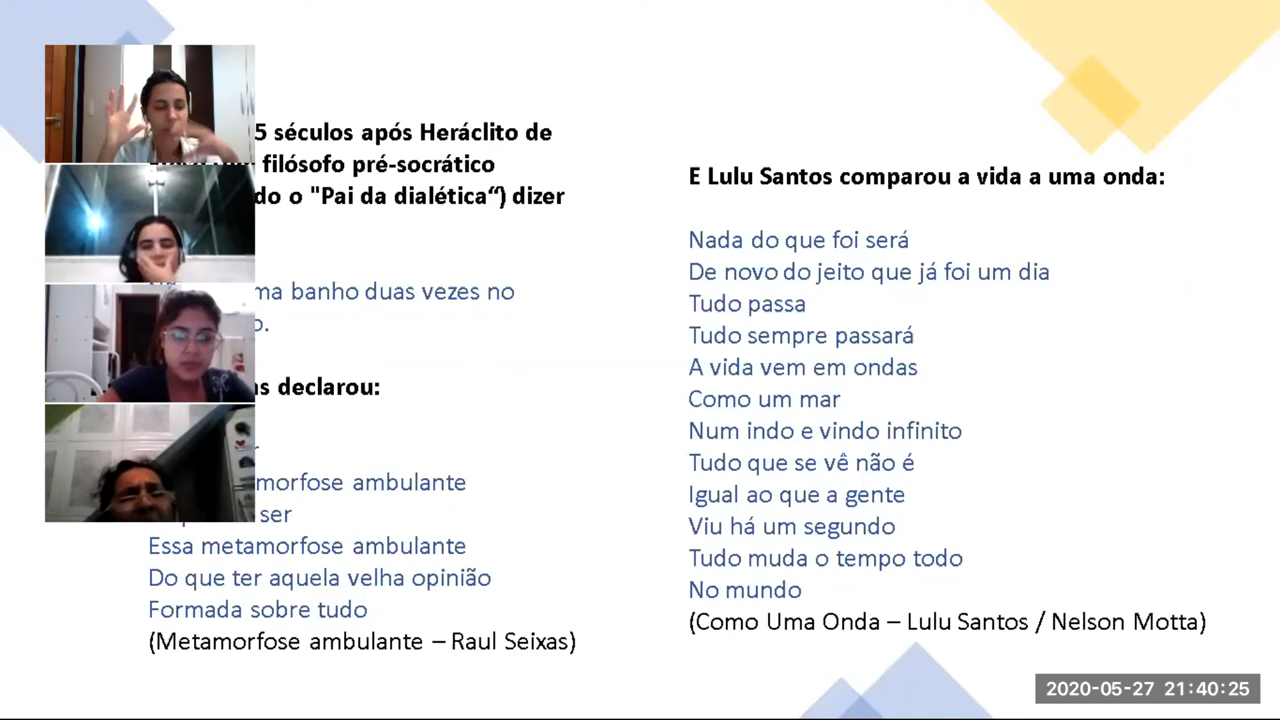 5 séculos após Heráclito de
filósofo pré-socrático
do o "Pai da dialética“) dizer
ma banho duas vezes no
o.
as declarou:
r
morfose ambulante
ser
Essa metamorfose ambulante
Do que ter aquela velha opinião
Formada sobre tudo
(Metamorfose ambulante – Raul Seixas)
E Lulu Santos comparou a vida a uma onda:
Nada do que foi será
De novo do jeito que já foi um dia
Tudo passa
Tudo sempre passará
A vida vem em ondas
Como um mar
Num indo e vindo infinito
Tudo que se vê não é
Igual ao que a gente
Viu há um segundo
Tudo muda o tempo todo
No mundo
(Como Uma Onda – Lulu Santos / Nelson Motta)
2020-05-27 21:40:25